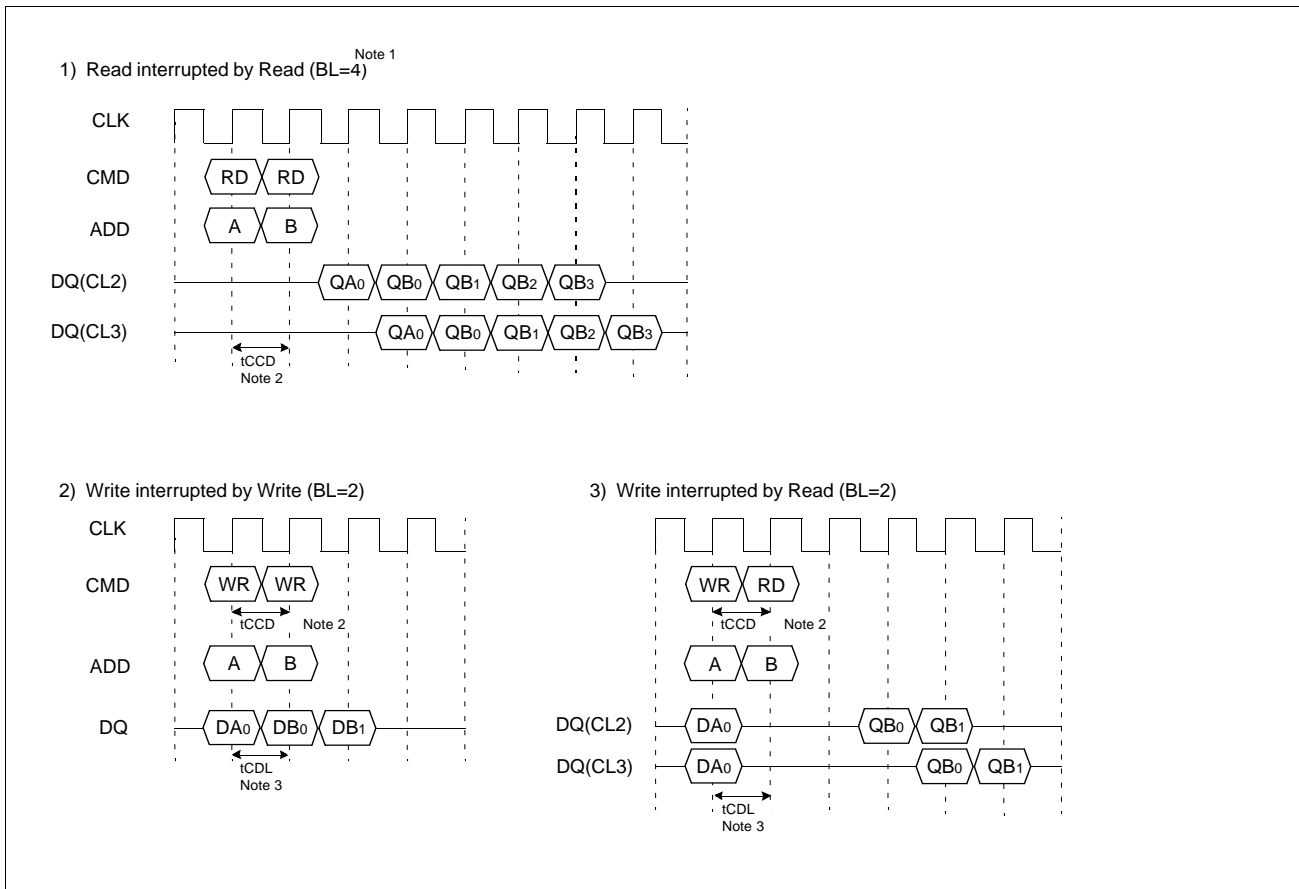 1) Read interrupted by Read (BL=4) Note 1
CLK
CMD RD RD
ADD A B
DQ(CL2) QA0 QB0 QB1 QB2 QB3
DQ(CL3) QA0 QB0 QB1 QB2 QB3
tCCD
Note 2
2) Write interrupted by Write (BL=2)
CLK
CMD WR WR
tCCD Note 2
ADD A B
DQ DA0 DB0 DB1
tCDL
Note 3
3) Write interrupted by Read (BL=2)
WR RD
tCCD Note 2
A B
DQ(CL2) DA0 QB0 QB1
DQ(CL3) DA0 QB0 QB1
tCDL
Note 3